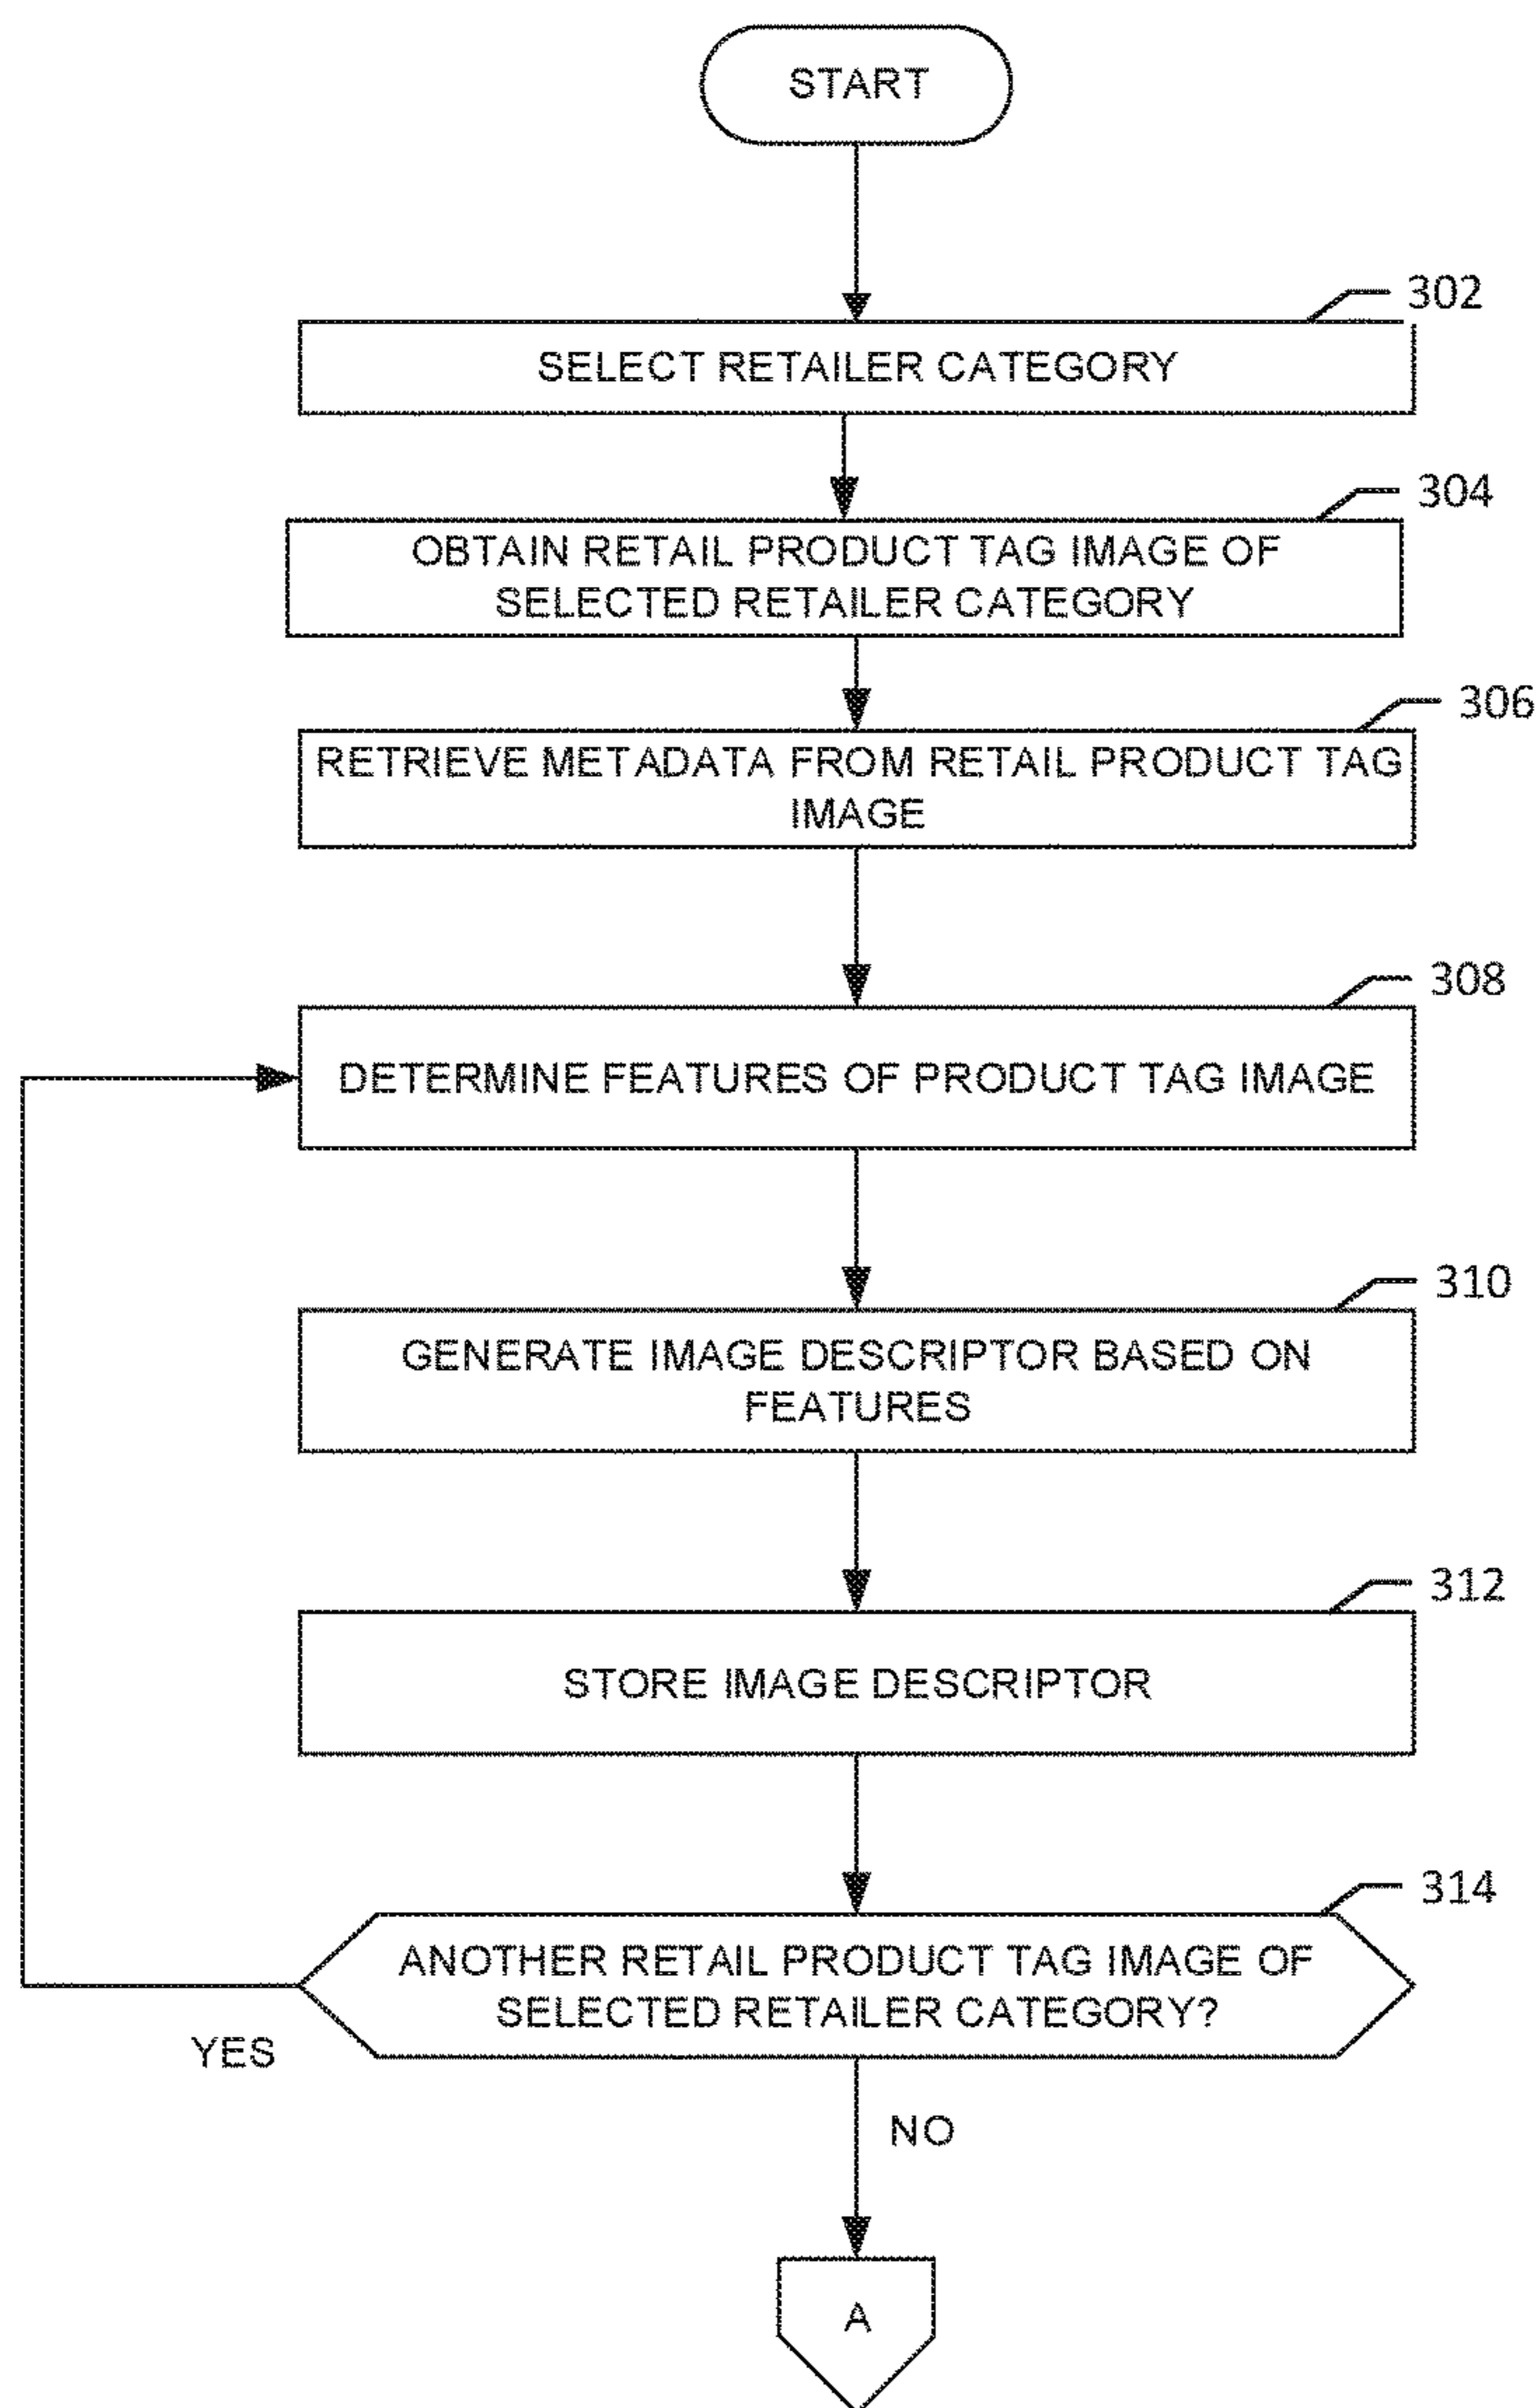 START
302
SELECT RETAILER CATEGORY
304
OBTAIN RETAIL PRODUCT TAG IMAGE OF
SELECTED RETAILER CATEGORY
306
RETRIEVE METADATA FROM RETAIL PRODUCT TAG
IMAGE
308
DETERMINE FEATURES OF PRODUCT TAG IMAGE
310
GENERATE IMAGE DESCRIPTOR BASED ON
FEATURES
312
STORE IMAGE DESCRIPTOR
314
ANOTHER RETAIL PRODUCT TAG IMAGE OF
SELECTED RETAILER CATEGORY?
YES
NO
A